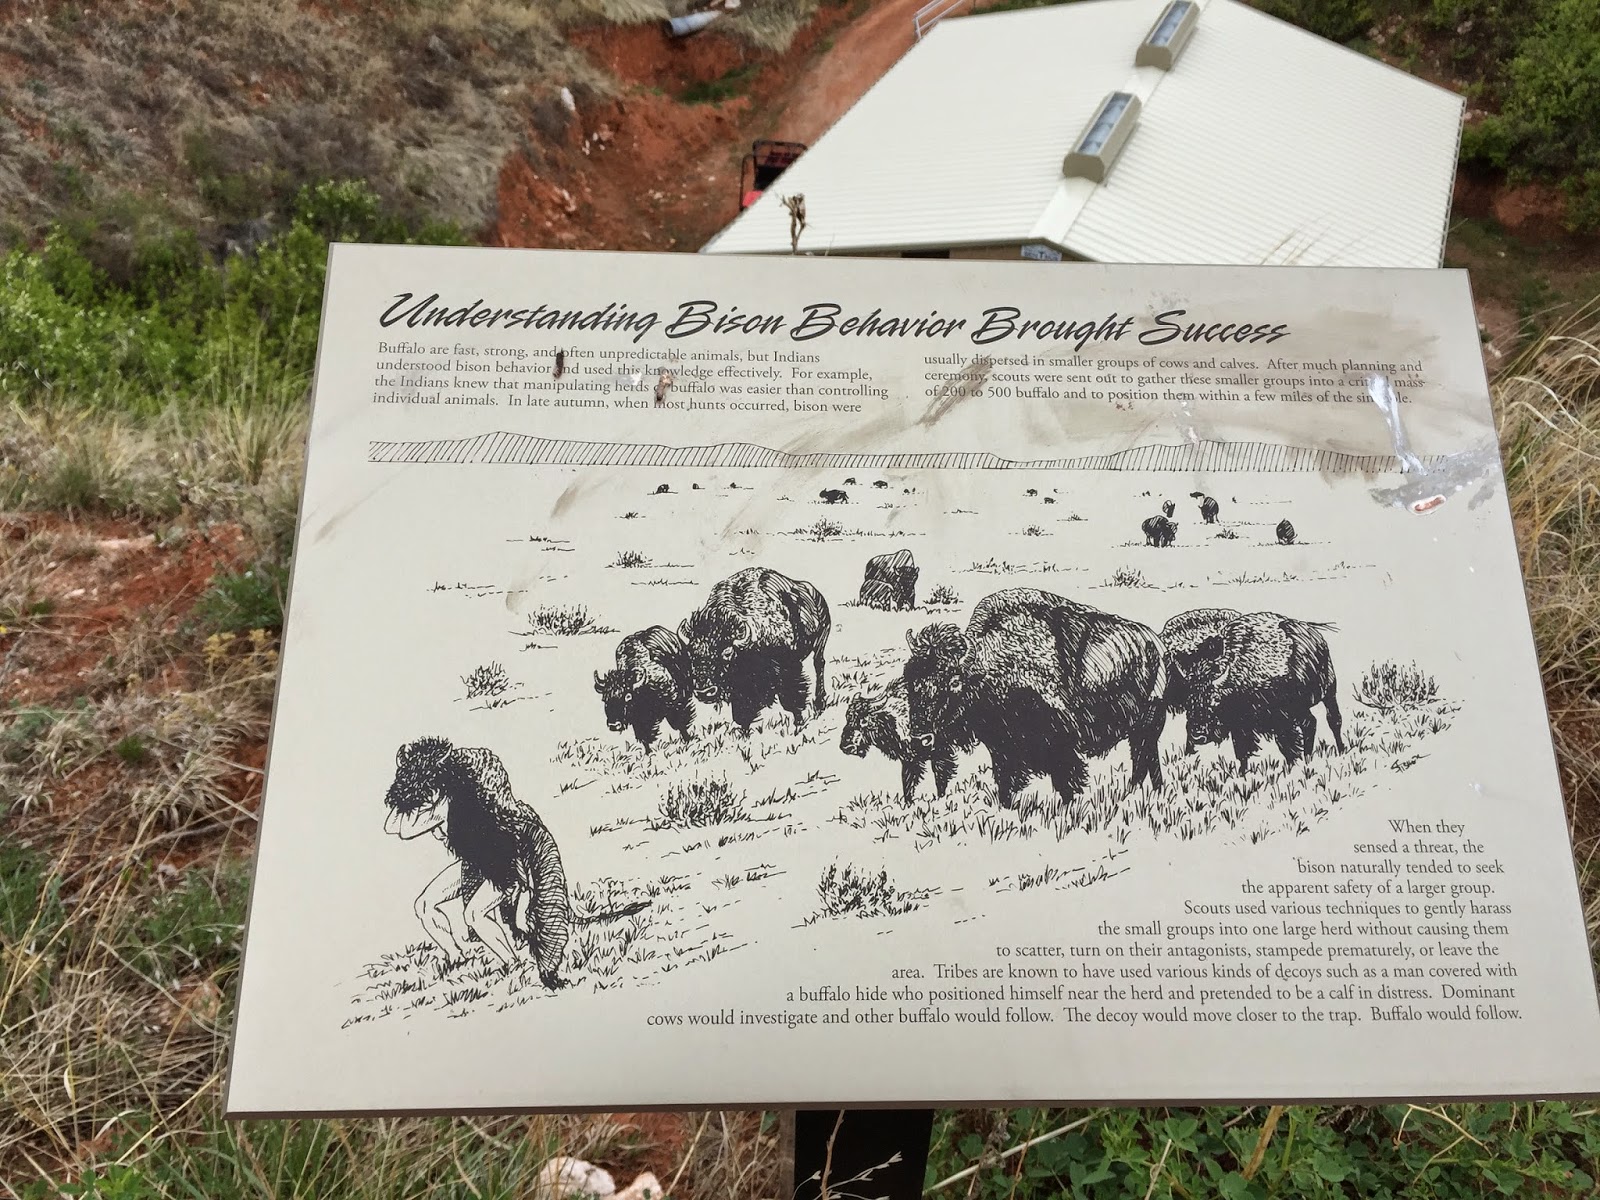 Understanding Bison Behavior Brought Success
Buffalo are fast, strong, and often unpredictable animals, but Indians
understood bison behavior and used this knowledge effectively. For example,
the Indians knew that manipulating herds of buffalo was easier than controlling
individual animals. In late autumn, when most hunts occurred, bison were
usually dispersed in smaller groups of cows and calves. After much planning and
ceremony, scouts were sent out to gather these smaller groups into a critical mass
of 200 to 500 buffalo and to position them within a few miles of the sinkhole.
When they
sensed a threat, the
bison naturally tended to seek
the apparent safety of a larger group.
Scouts used various techniques to gently harass
the small groups into one large herd without causing them
to scatter, turn on their antagonists, stampede prematurely, or leave the
area. Tribes are known to have used various kinds of decoys such as a man covered with
a buffalo hide who positioned himself near the herd and pretended to be a calf in distress. Dominant
cows would investigate and other buffalo would follow. The decoy would move closer to the trap. Buffalo would follow.